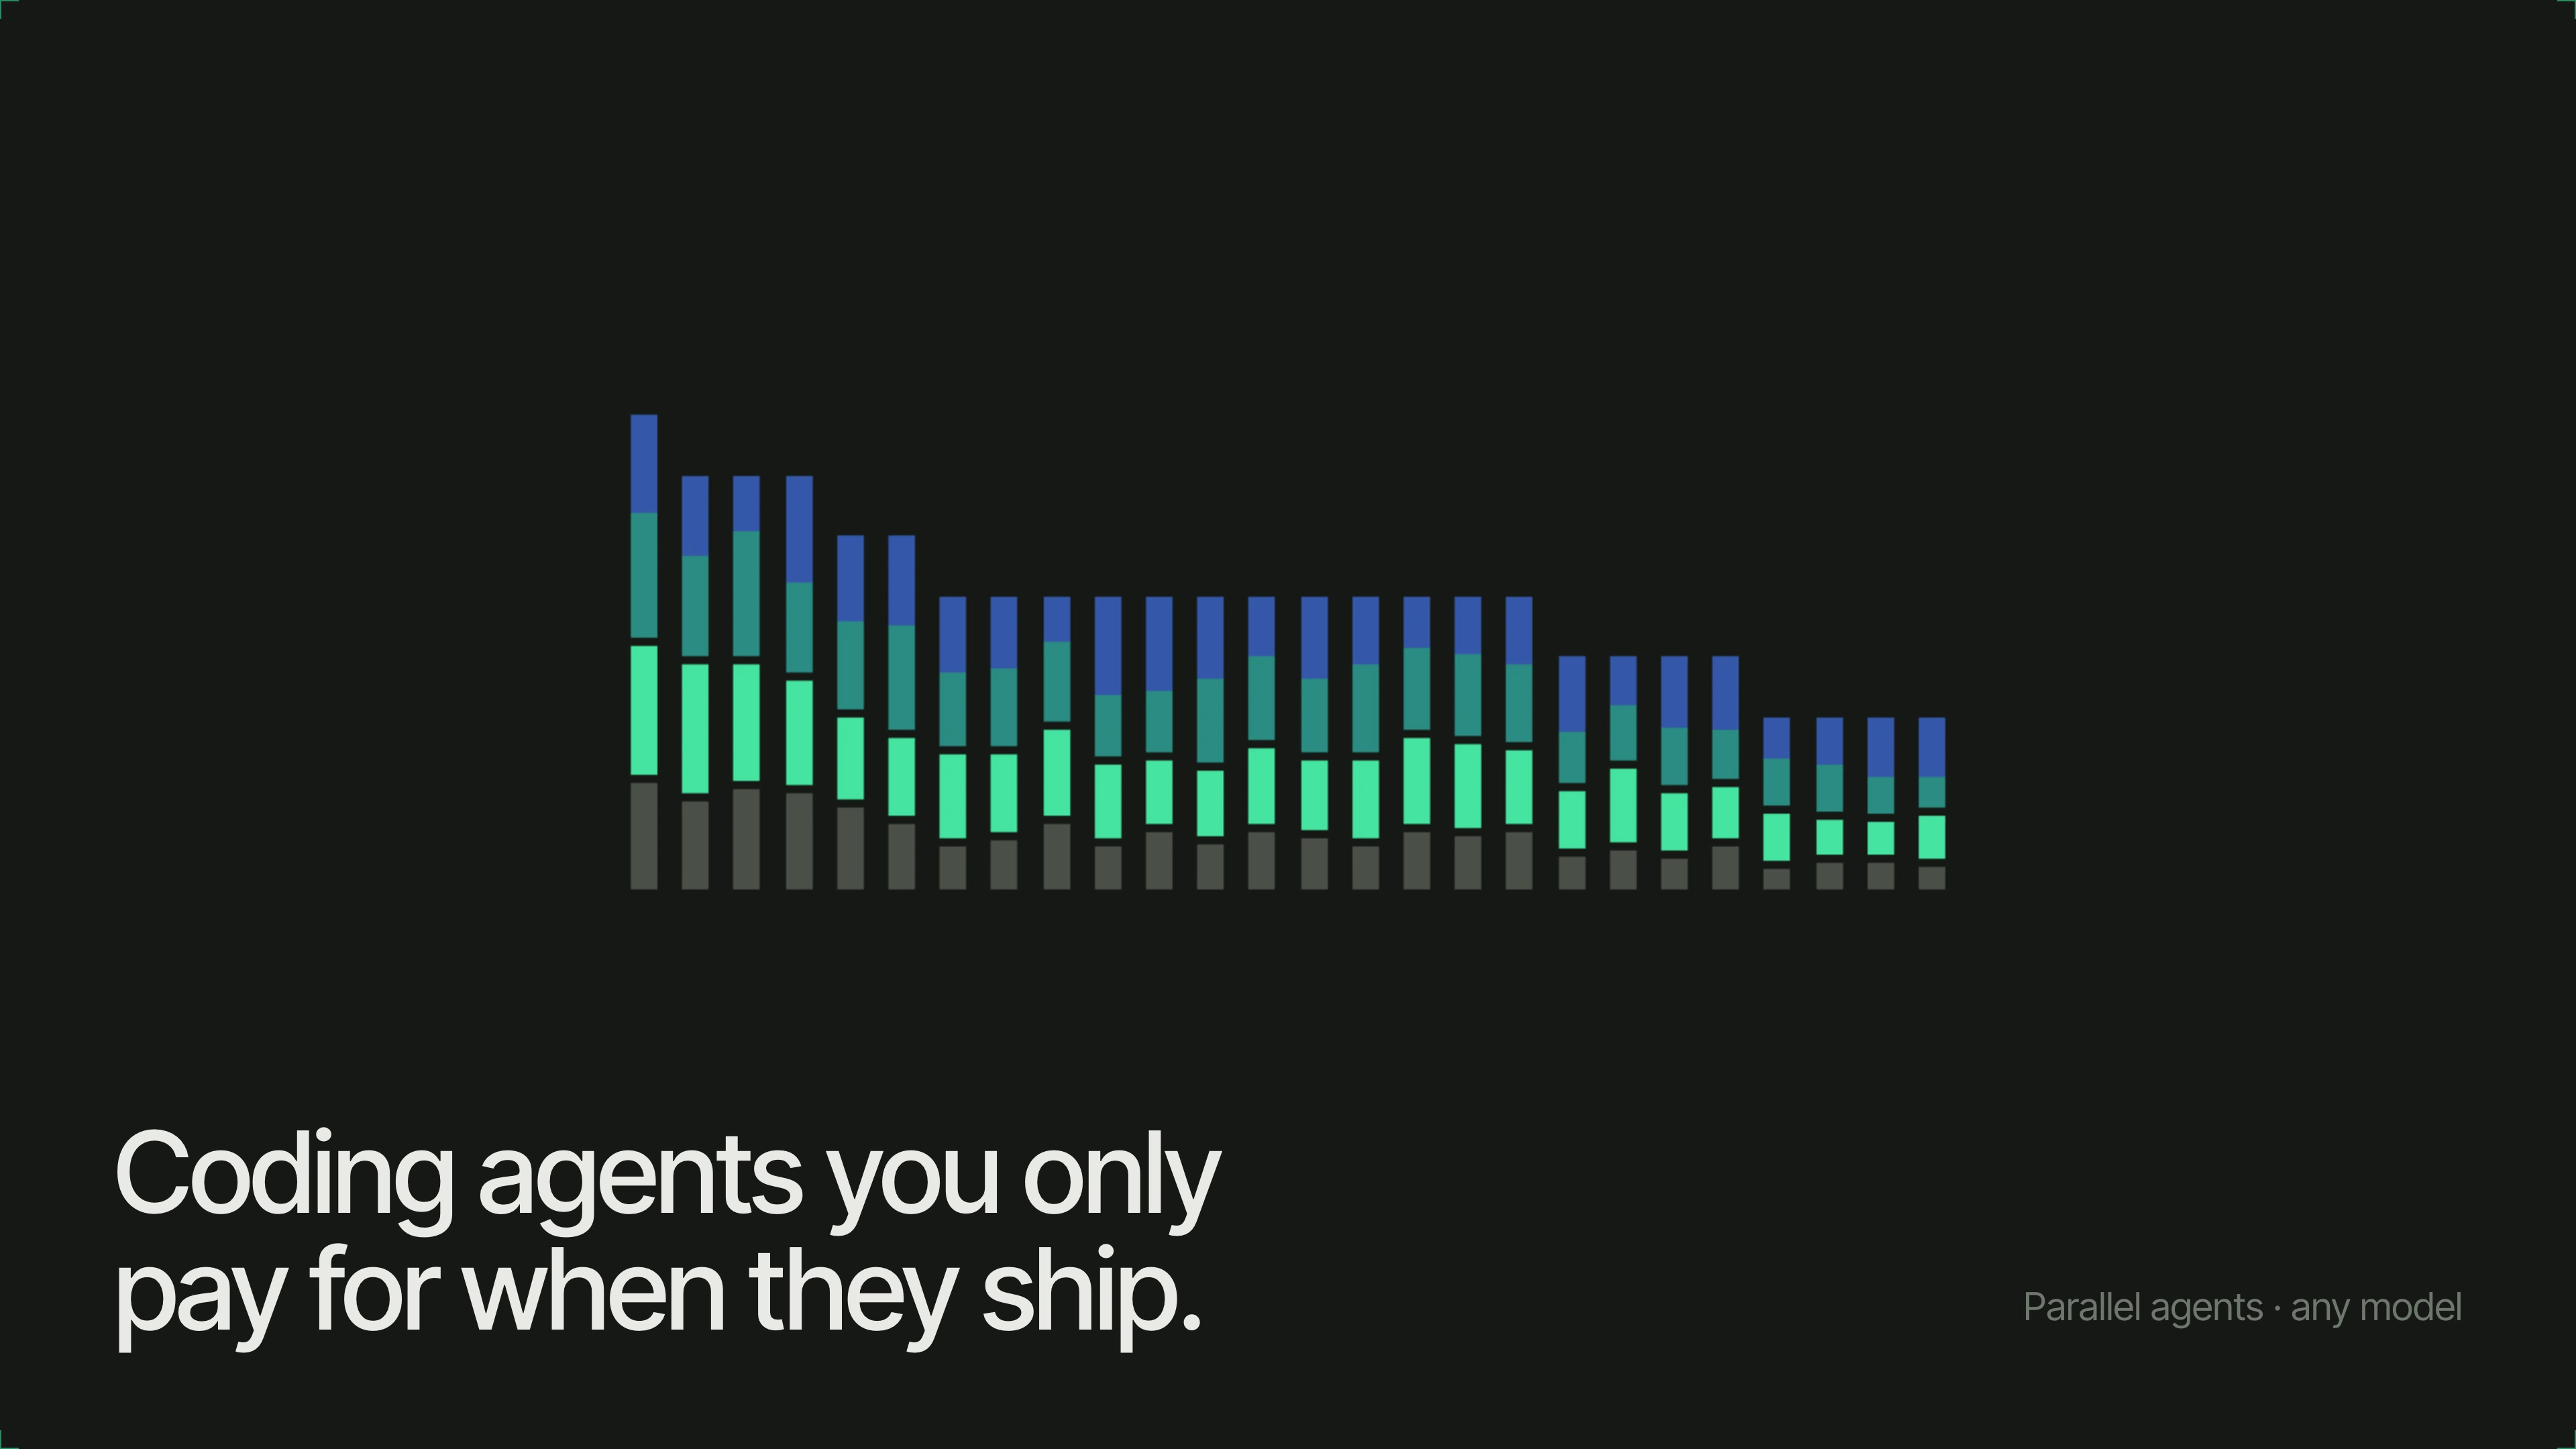 Coding agents you only
pay for when they ship.
Parallel agents · any model